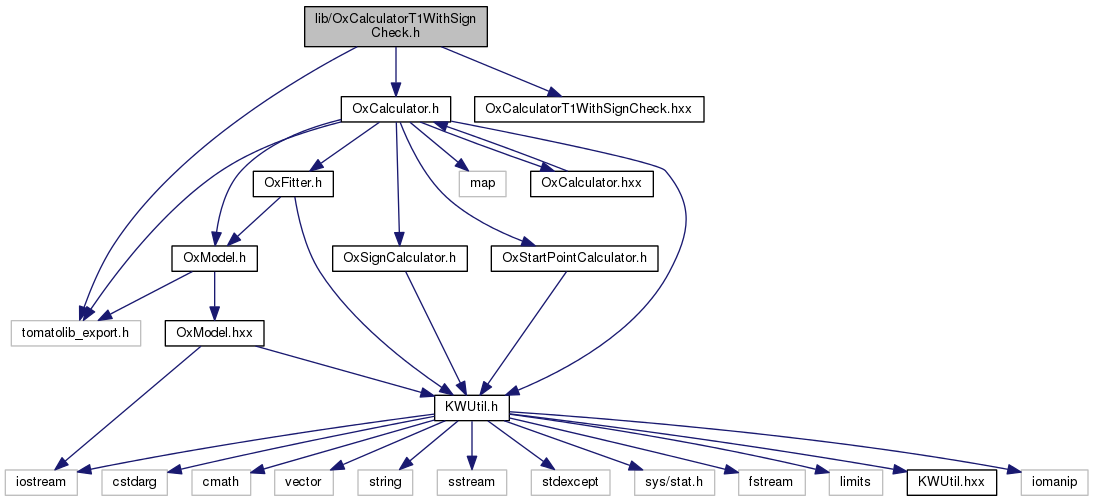 lib/OxCalculatorT1WithSign
Check.h
OxCalculator.h
OxCalculatorT1WithSignCheck.hxx
OxFitter.h
map
OxCalculator.hxx
OxModel.h
OxSignCalculator.h
OxStartPointCalculator.h
tomatolib_export.h
OxModel.hxx
KWUtil.h
iostream
cstdarg
cmath
vector
string
sstream
stdexcept
sys/stat.h
fstream
limits
KWUtil.hxx
iomanip